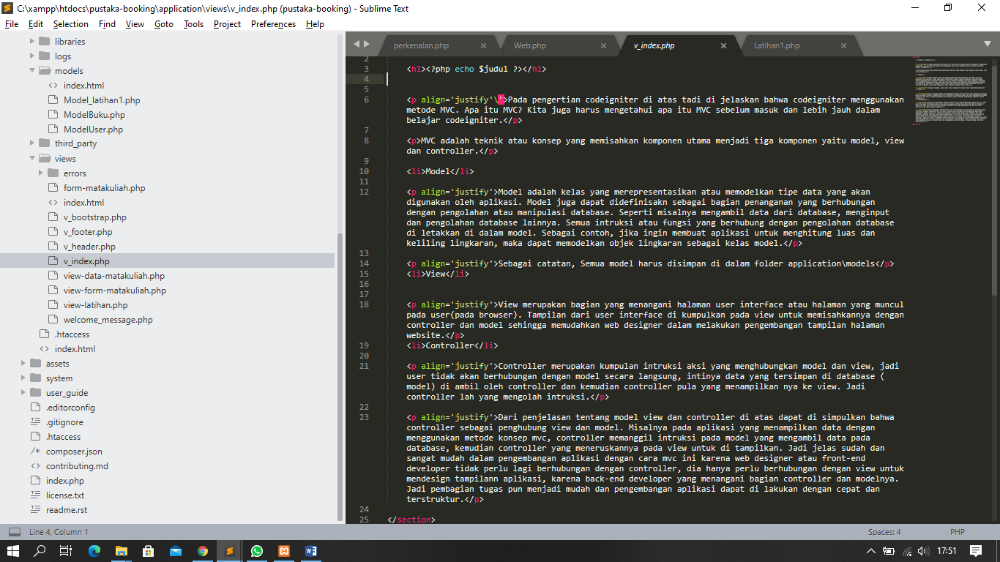 C:\xampp\htdocs\pustaka-booking\application\views\v_index.php (pustaka-booking) - Sublime Text
File Edit Selection Find View Goto Tools Project Preferences Help
libraries
logs
models
index.html
Model_latihan1.php
ModelBuku.php
ModelUser.php
third_party
views
errors
form-matakuliah.php
index.html
v_bootstrap.php
v_footer.php
v_header.php
v_index.php
view-data-matakuliah.php
view-form-matakuliah.php
view-latihan.php
welcome_message.php
.htaccess
index.html
assets
system
user_guide
.editorconfig
.gitignore
.htaccess
composer.json
contributing.md
index.php
license.txt
readme.rst
perkenalan.php Web.php v_index.php Latihan1.php
2
3 <h1><?php echo $judul ?></h1>
4
5
6 <p align='justify'\'>Pada pengertian codeigniter di atas tadi di jelaskan bahwa codeigniter menggunakan
metode MVC. Apa itu MVC? Kita juga harus mengetahui apa itu MVC sebelum masuk dan lebih jauh dalam
belajar codeigniter.</p>
7
8 <p>MVC adalah teknik atau konsep yang memisahkan komponen utama menjadi tiga komponen yaitu model, view
dan controller.</p>
9
10 <li>Model</li>
11
12 <p align='justify'>Model adalah kelas yang merepresentasikan atau memodelkan tipe data yang akan
digunakan oleh aplikasi. Model juga dapat didefinisakn sebagai bagian penanganan yang berhubungan
dengan pengolahan atau manipulasi database. Seperti misalnya mengambil data dari database, menginput
dan pengolahan database lainnya. Semua intruksi atau fungsi yang berhubung dengan pengolahan database
di letakkan di dalam model. Sebagai contoh, jika ingin membuat aplikasi untuk menghitung luas dan
keliling lingkaran, maka dapat memodelkan objek lingkaran sebagai kelas model.</p>
13
14 <p align='justify'>Sebagai catatan, Semua model harus disimpan di dalam folder application\models</p>
15 <li>View</li>
16
17
18 <p align='justify'>View merupakan bagian yang menangani halaman user interface atau halaman yang muncul
pada user(pada browser). Tampilan dari user interface di kumpulkan pada view untuk memisahkannya dengan
controller dan model sehingga memudahkan web designer dalam melakukan pengembangan tampilan halaman
website.</p>
19 <li>Controller</li>
20
21 <p align='justify'>Controller merupakan kumpulan intruksi aksi yang menghubungkan model dan view, jadi
user tidak akan berhubungan dengan model secara langsung, intinya data yang tersimpan di database (
model) di ambil oleh controller dan kemudian controller pula yang menampilkan nya ke view. Jadi
controller lah yang mengolah intruksi.</p>
22
23 <p align='justify'>Dari penjelasan tentang model view dan controller di atas dapat di simpulkan bahwa
controller sebagai penghubung view dan model. Misalnya pada aplikasi yang menampilkan data dengan
menggunakan metode konsep mvc, controller memanggil intruksi pada model yang mengambil data pada
database, kemudian controller yang meneruskannya pada view untuk di tampilkan. Jadi jelas sudah dan
sangat mudah dalam pengembangan aplikasi dengan cara mvc ini karena web designer atau front-end
developer tidak perlu lagi berhubungan dengan controller, dia hanya perlu berhubungan dengan view untuk
mendesign tampilann aplikasi, karena back-end developer yang menangani bagian controller dan modelnya.
Jadi pembagian tugas pun menjadi mudah dan pengembangan aplikasi dapat di lakukan dengan cepat dan
terstruktur.</p>
24
25 </section>
Line 4, Column 1 Spaces: 4 PHP
17:51